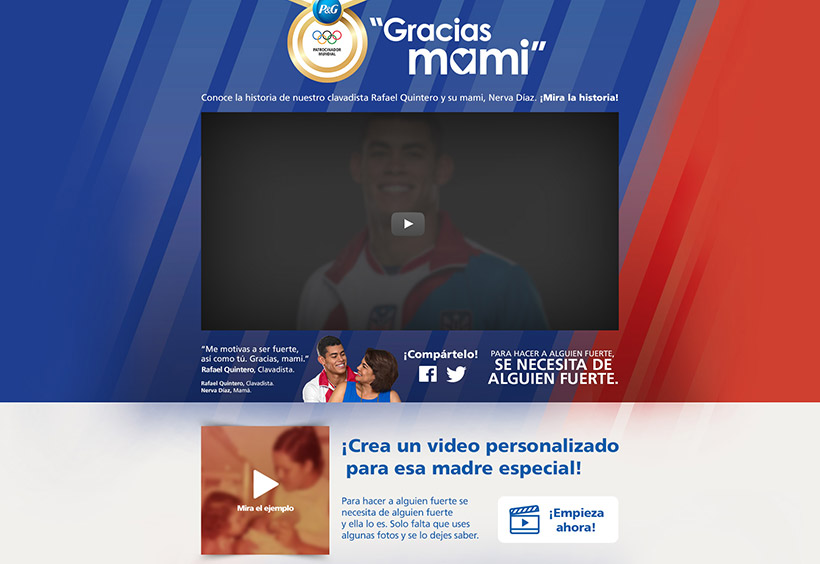 P&G
PATROCINADOR
MUNDIAL
"Gracias
mami"
Conoce la historia de nuestro clavadista Rafael Quintero y su mami, Nerva Díaz. ¡Mira la historia!
"Me motivas a ser fuerte,
así como tú. Gracias, mami."
Rafael Quintero, Clavadista.
Rafael Quintero, Clavadista.
Nerva Díaz, Mamá.
¡Compártelo!
PARA HACER A ALGUIEN FUERTE,
SE NECESITA DE
ALGUIEN FUERTE.
Mira el ejemplo
¡Crea un video personalizado
para esa madre especial!
Para hacer a alguien fuerte se
necesita de alguien fuerte
y ella lo es. Solo falta que uses
algunas fotos y se lo dejes saber.
¡Empieza
ahora!